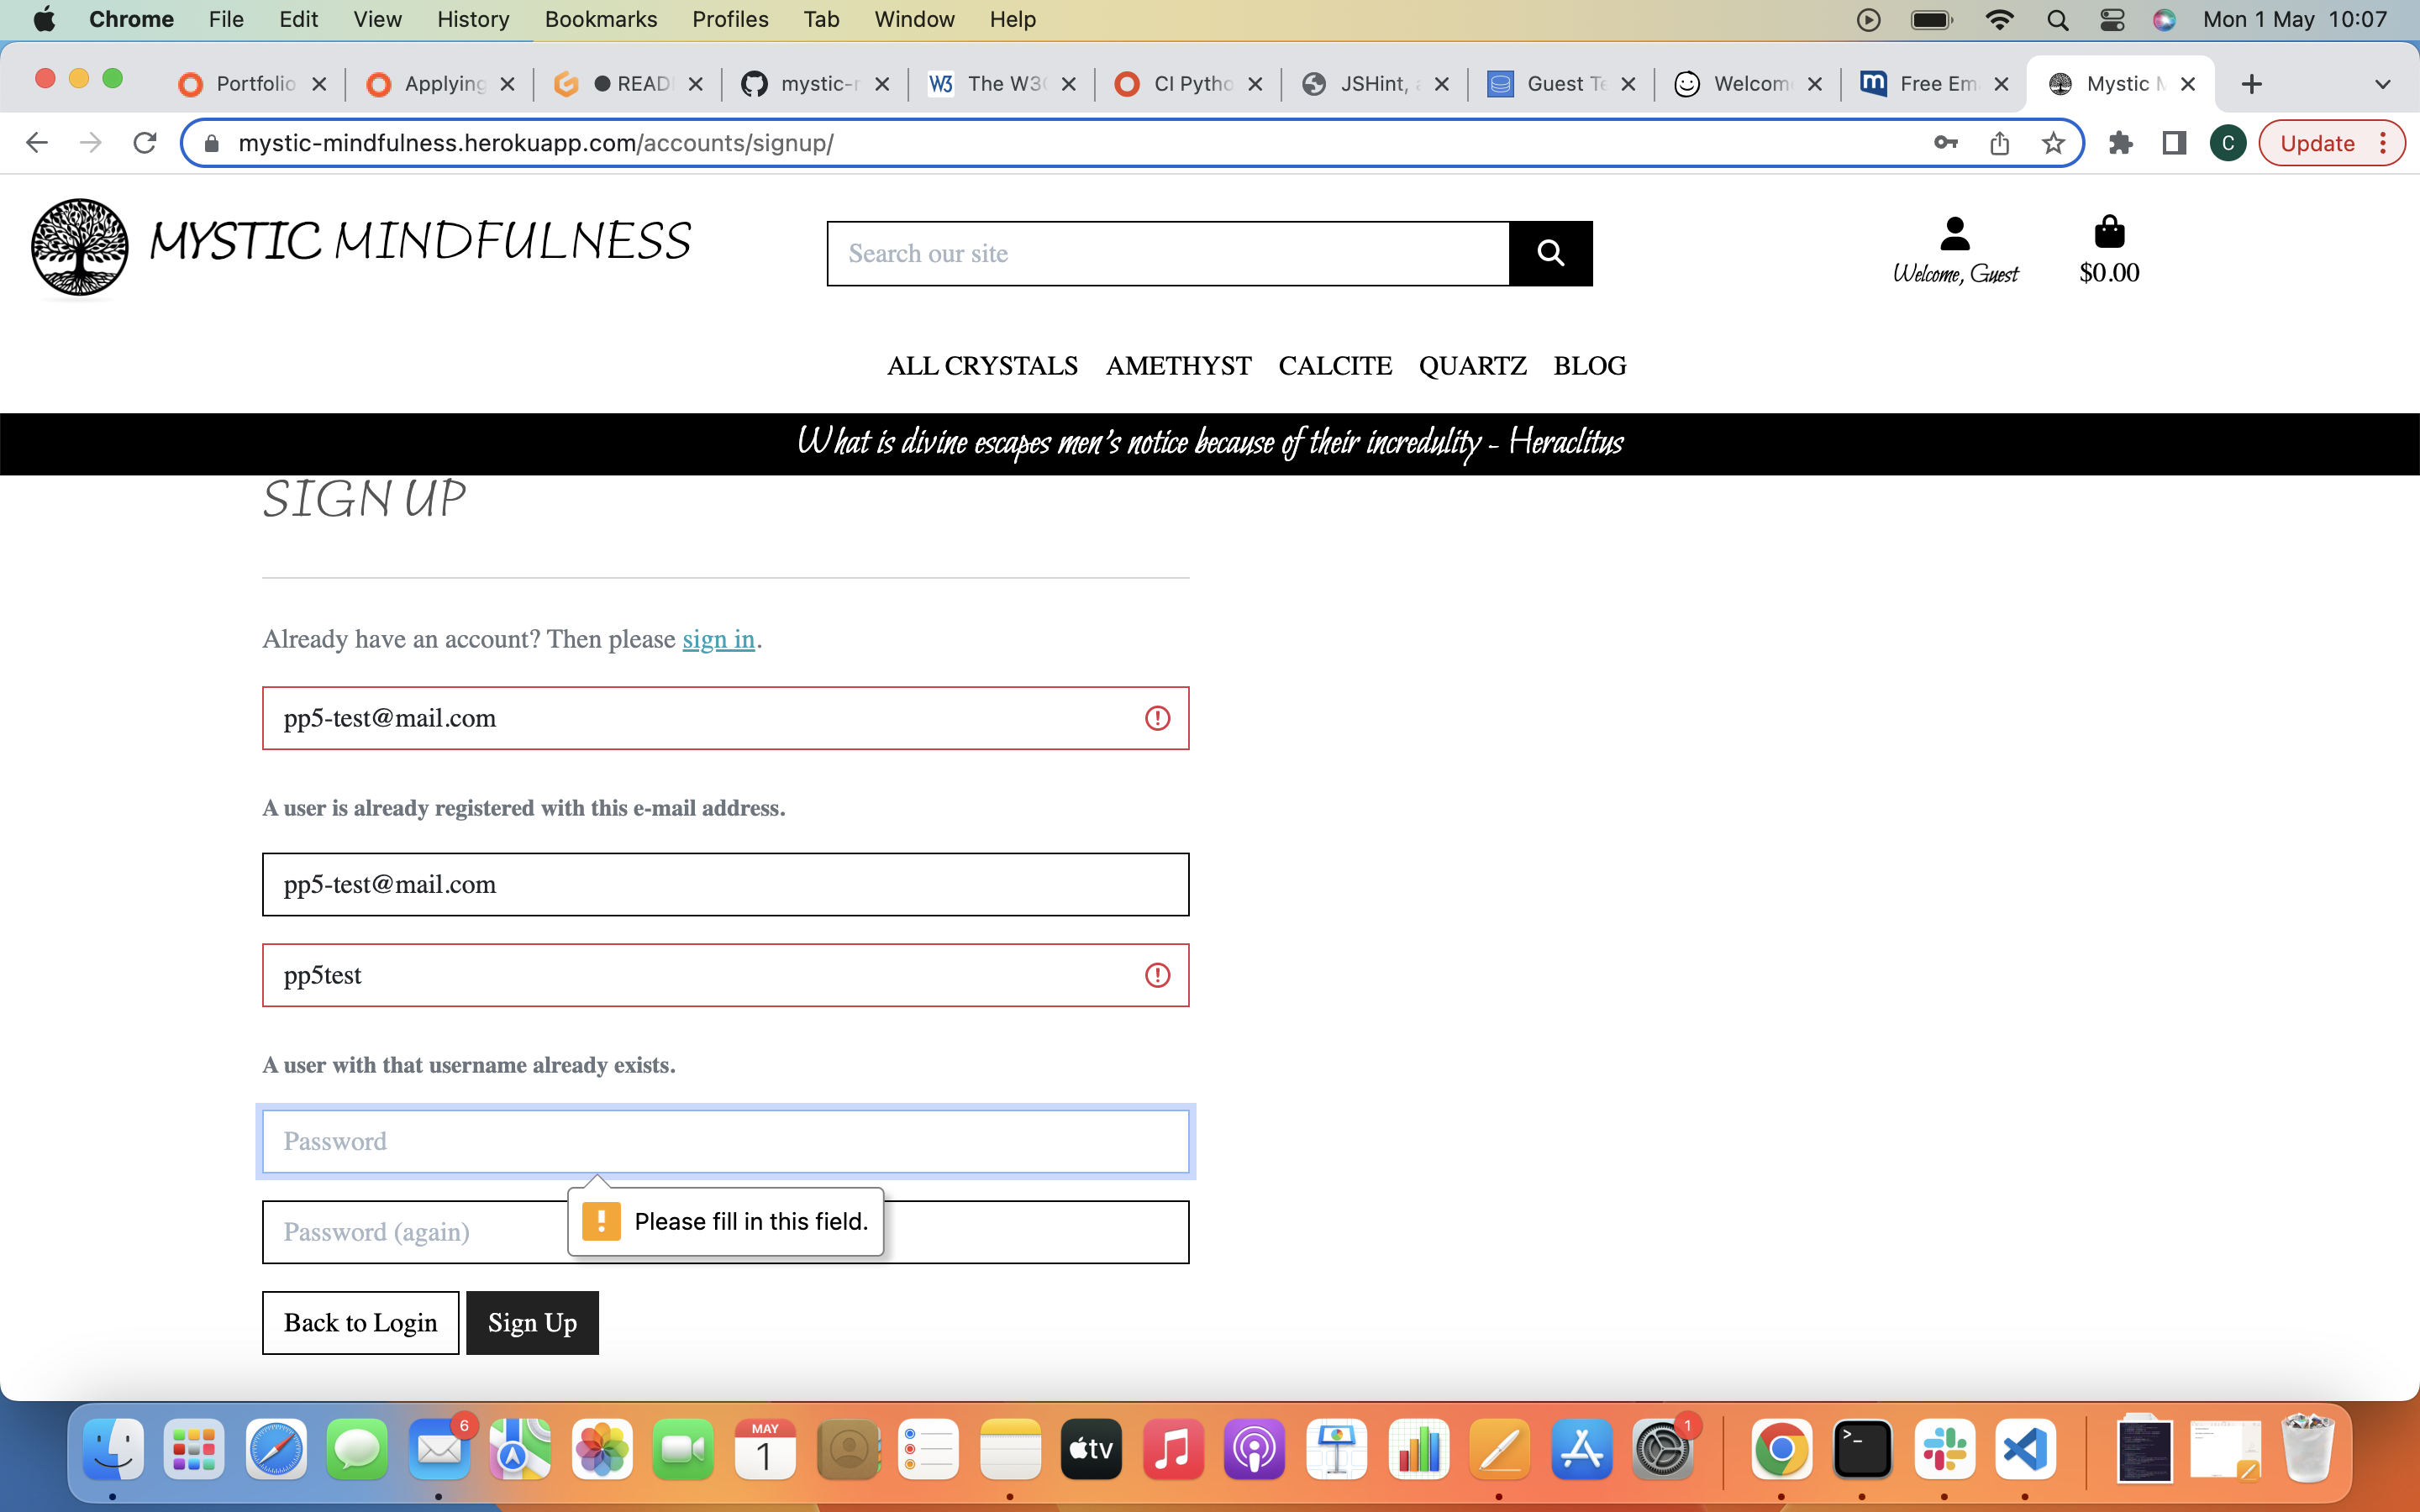 Chrome File Edit View History Bookmarks Profiles Tab Window Help Mon 1 May 10:07
Portfolio Applying READ mystic-r W3 The W3 CI Pytho JSHint, Guest Te Welcom Free Em Mystic
mystic-mindfulness.herokuapp.com/accounts/signup/ C Update
MYSTIC MINDFULNESS
Search our site
Welcome, Guest
$0.00
ALL CRYSTALS AMETHYST CALCITE QUARTZ BLOG
What is divine escapes men's notice because of their incredulity - Heraclitus
SIGN UP
Already have an account? Then please sign in.
pp5-test@mail.com
A user is already registered with this e-mail address.
pp5-test@mail.com
pp5test
A user with that username already exists.
Password
Please fill in this field.
Password (again)
Back to Login Sign Up
6 MAY 1 tv 1